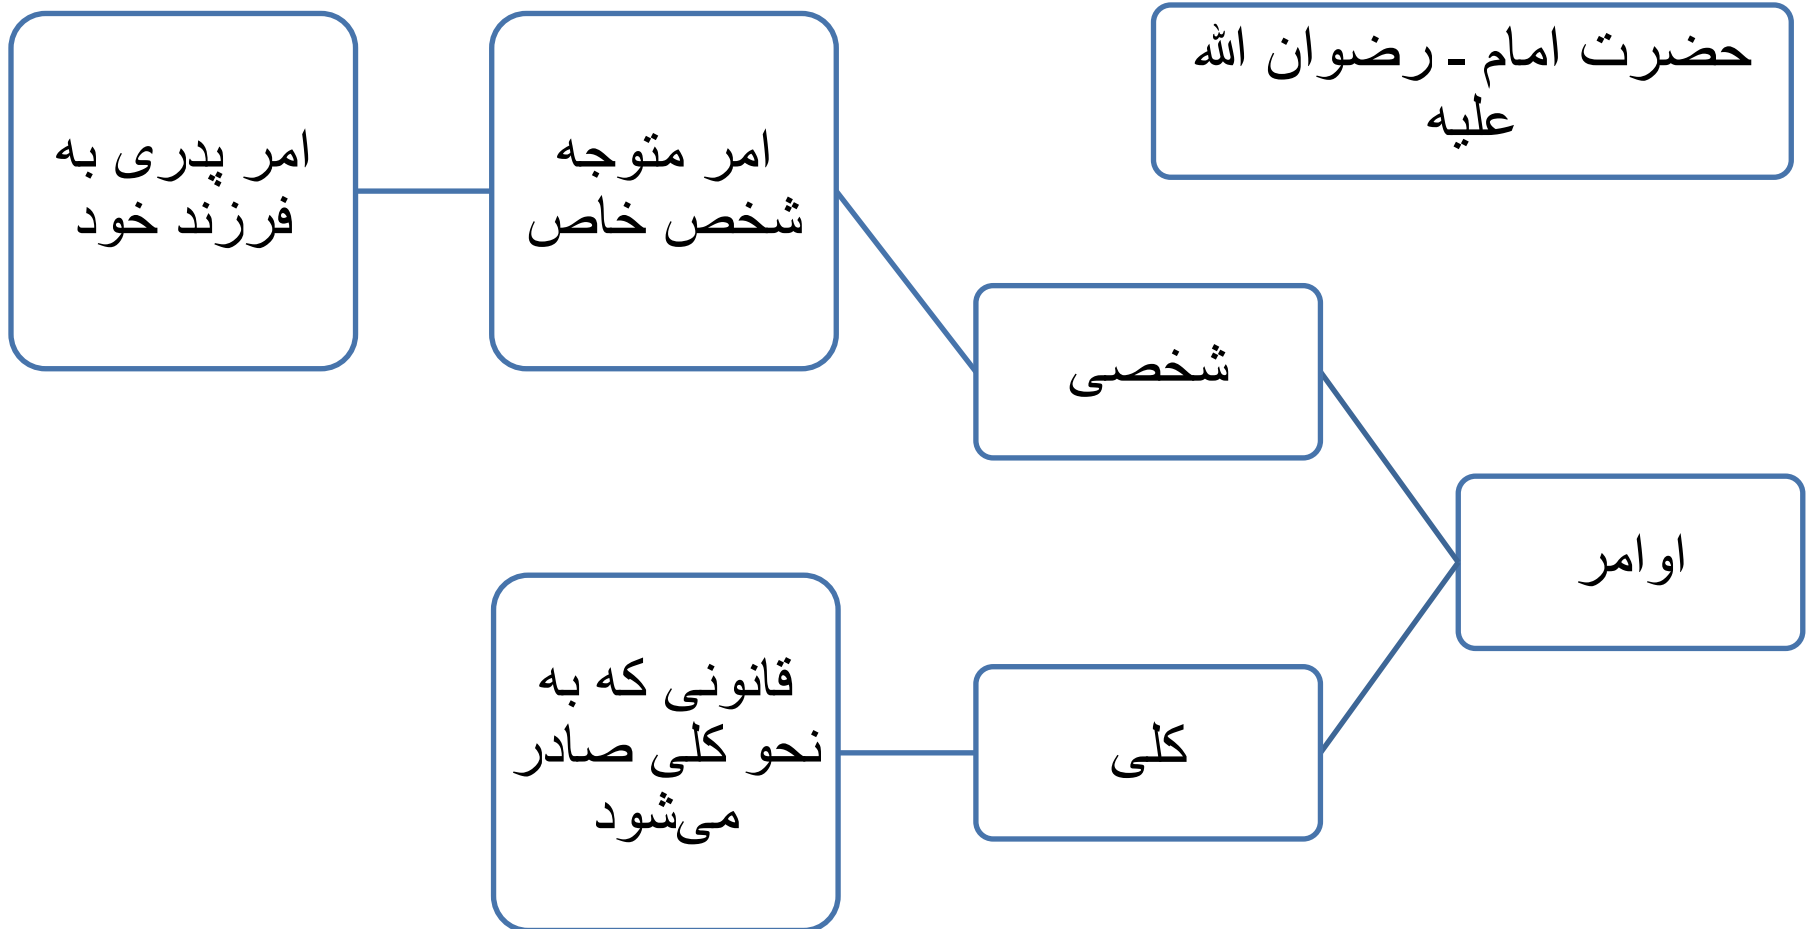 حضرت امام - رضوان الله
علیه
اوامر
شخصی
امر متوجه
شخص خاص
امر پدری به
فرزند خود
کلی
قانونی که به
نحو کلی صادر
می‌شود